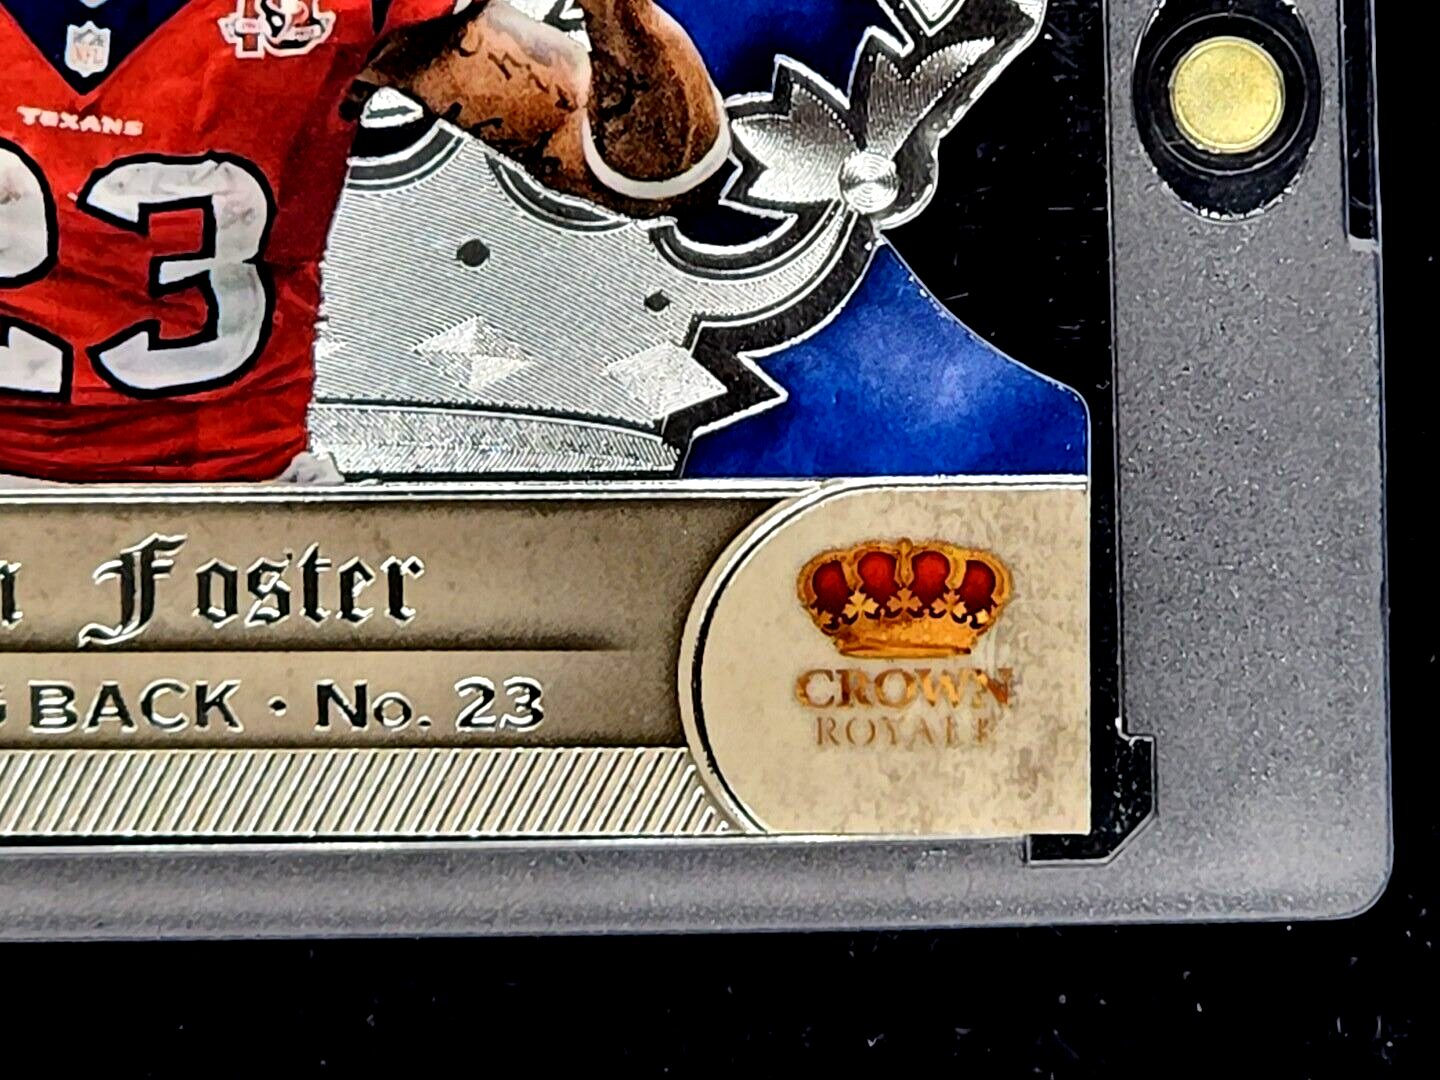 TEXANS
23
Foster
BACK · No. 23
CROWN
ROYALE